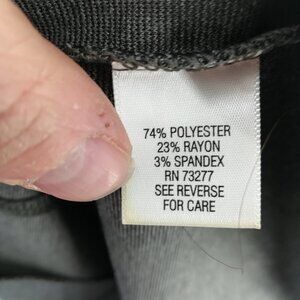 74% POLYESTER
23% RAYON
3% SPANDEX
RN 73277
SEE REVERSE
FOR CARE